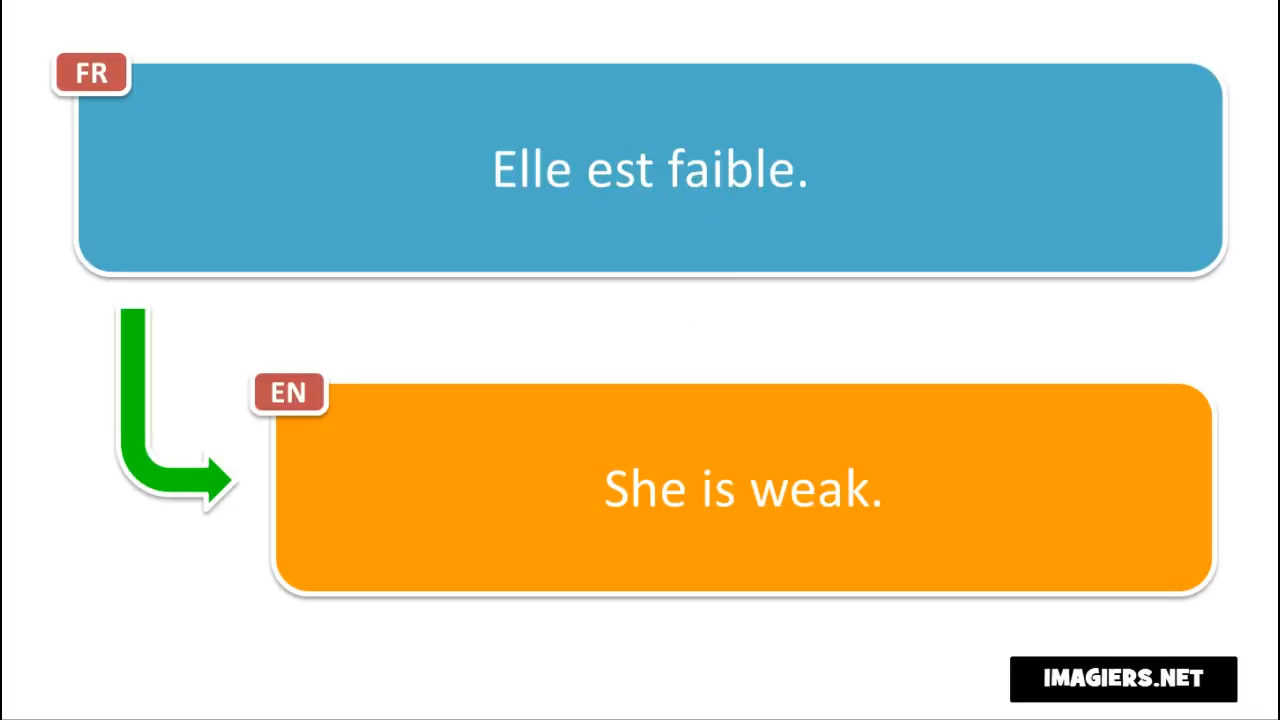 FR
Elle est faible.
EN
She is weak.
IMAGIERS.NET